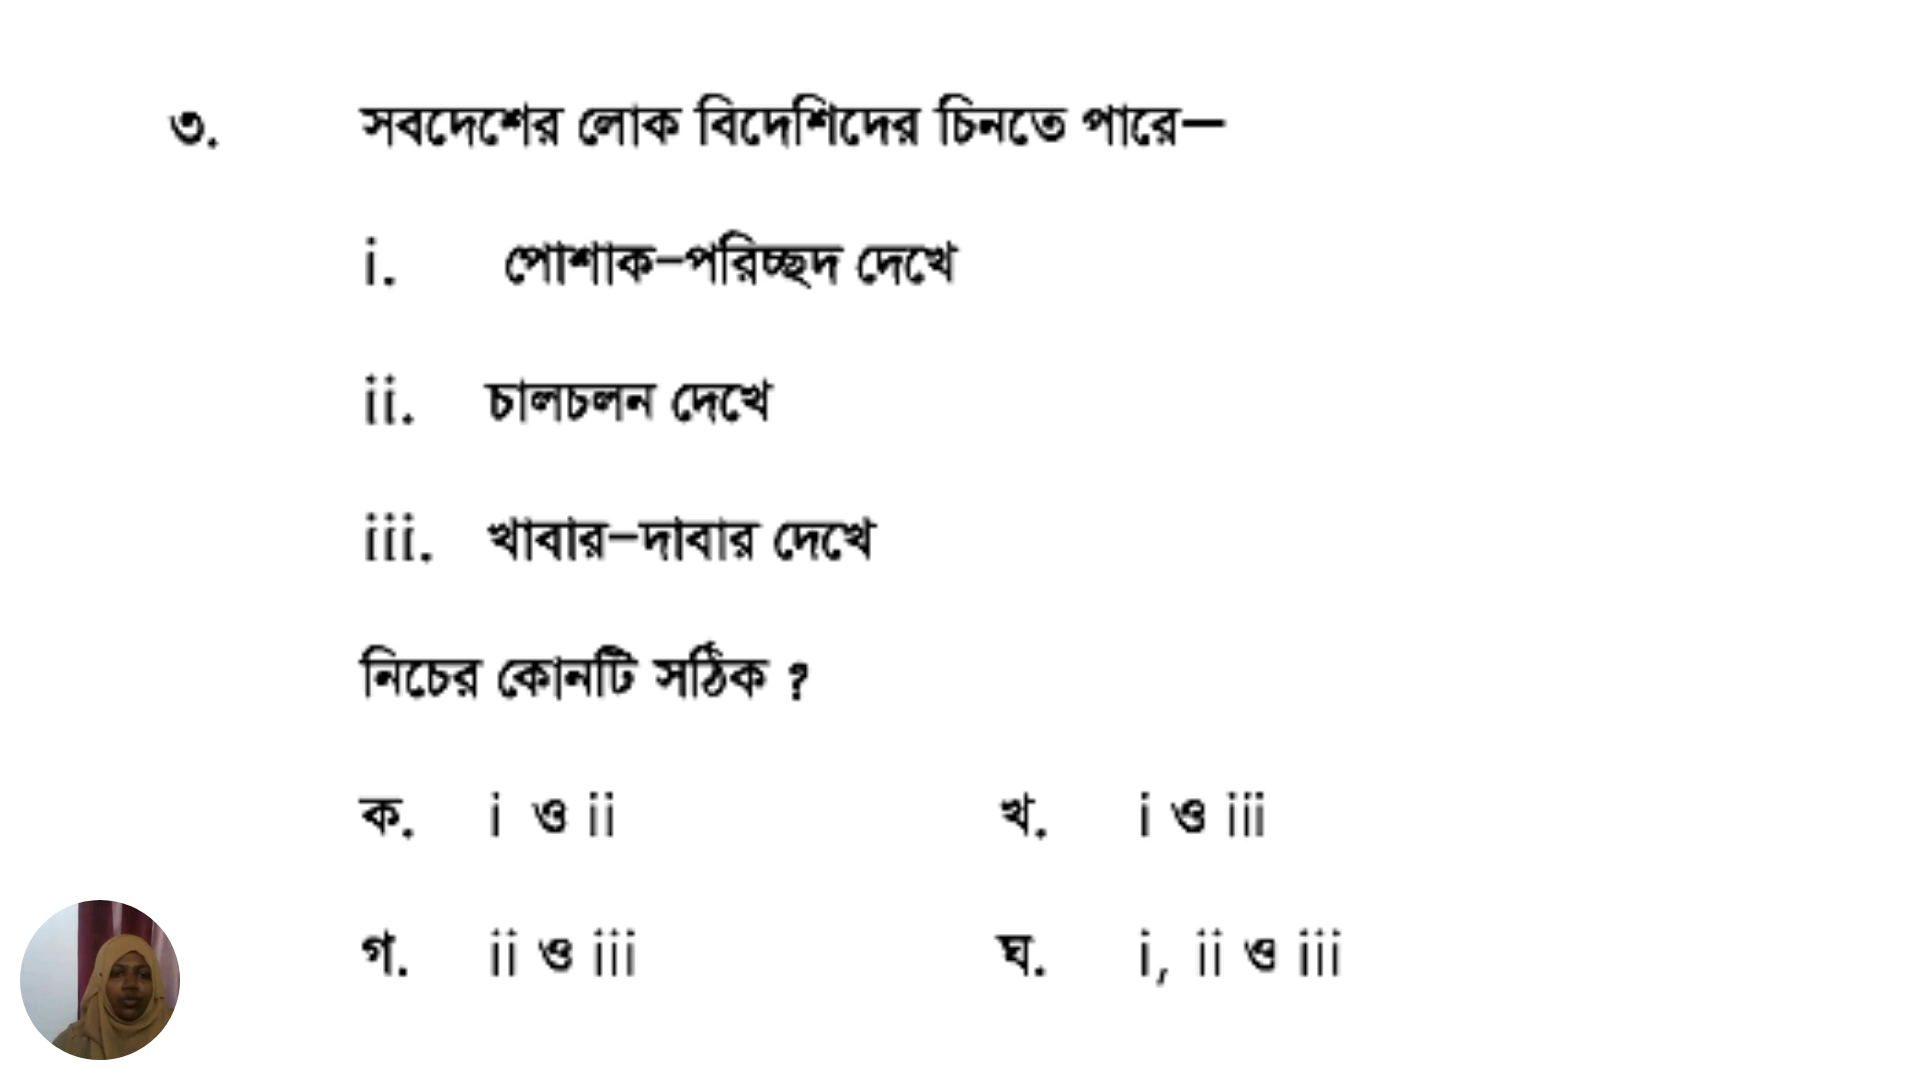 ৩. সবদেশের লোক বিদেশিদের চিনতে পারে—
i. পোশাক-পরিচ্ছদ দেখে
ii. চালচলন দেখে
iii. খাবার-দাবার দেখে
নিচের কোনটি সঠিক ?
ক. i ও ii খ. i ও iii
গ. ii ও iii ঘ. i, ii ও iii